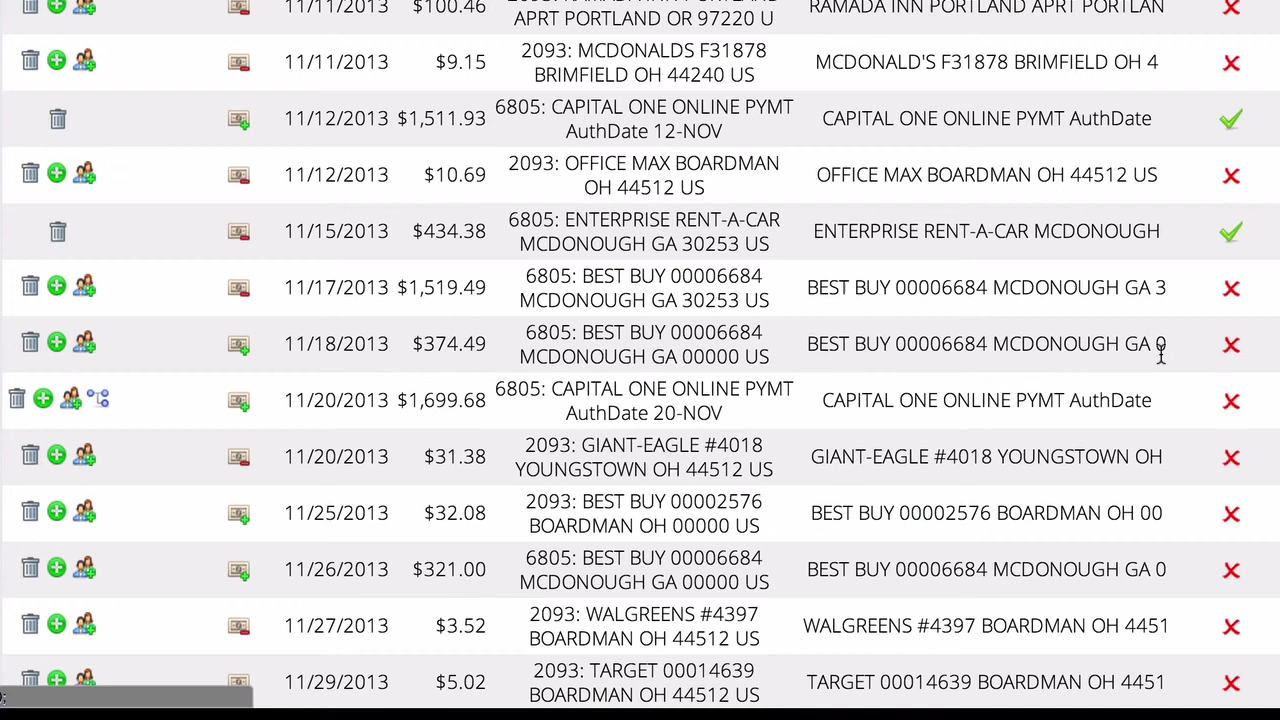 11/11/2013 $100.46 APRT PORTLAND OR 97220 U RAMADA INN PORTLAND APRT PORTLAN
11/11/2013 $9.15 2093: MCDONALDS F31878 MCDONALD'S F31878 BRIMFIELD OH 4
BRIMFIELD OH 44240 US
11/12/2013 $1,511.93 6805: CAPITAL ONE ONLINE PYMT CAPITAL ONE ONLINE PYMT AuthDate
AuthDate 12-NOV
11/12/2013 $10.69 2093: OFFICE MAX BOARDMAN OFFICE MAX BOARDMAN OH 44512 US
OH 44512 US
11/15/2013 $434.38 6805: ENTERPRISE RENT-A-CAR ENTERPRISE RENT-A-CAR MCDONOUGH
MCDONOUGH GA 30253 US
11/17/2013 $1,519.49 6805: BEST BUY 00006684 BEST BUY 00006684 MCDONOUGH GA 3
MCDONOUGH GA 30253 US
11/18/2013 $374.49 6805: BEST BUY 00006684 BEST BUY 00006684 MCDONOUGH GA 0
MCDONOUGH GA 00000 US
11/20/2013 $1,699.68 6805: CAPITAL ONE ONLINE PYMT CAPITAL ONE ONLINE PYMT AuthDate
AuthDate 20-NOV
11/20/2013 $31.38 2093: GIANT-EAGLE #4018 GIANT-EAGLE #4018 YOUNGSTOWN OH
YOUNGSTOWN OH 44512 US
11/25/2013 $32.08 2093: BEST BUY 00002576 BEST BUY 00002576 BOARDMAN OH 00
BOARDMAN OH 00000 US
11/26/2013 $321.00 6805: BEST BUY 00006684 BEST BUY 00006684 MCDONOUGH GA 0
MCDONOUGH GA 00000 US
11/27/2013 $3.52 2093: WALGREENS #4397 WALGREENS #4397 BOARDMAN OH 4451
BOARDMAN OH 44512 US
11/29/2013 $5.02 2093: TARGET 00014639 TARGET 00014639 BOARDMAN OH 4451
BOARDMAN OH 44512 US